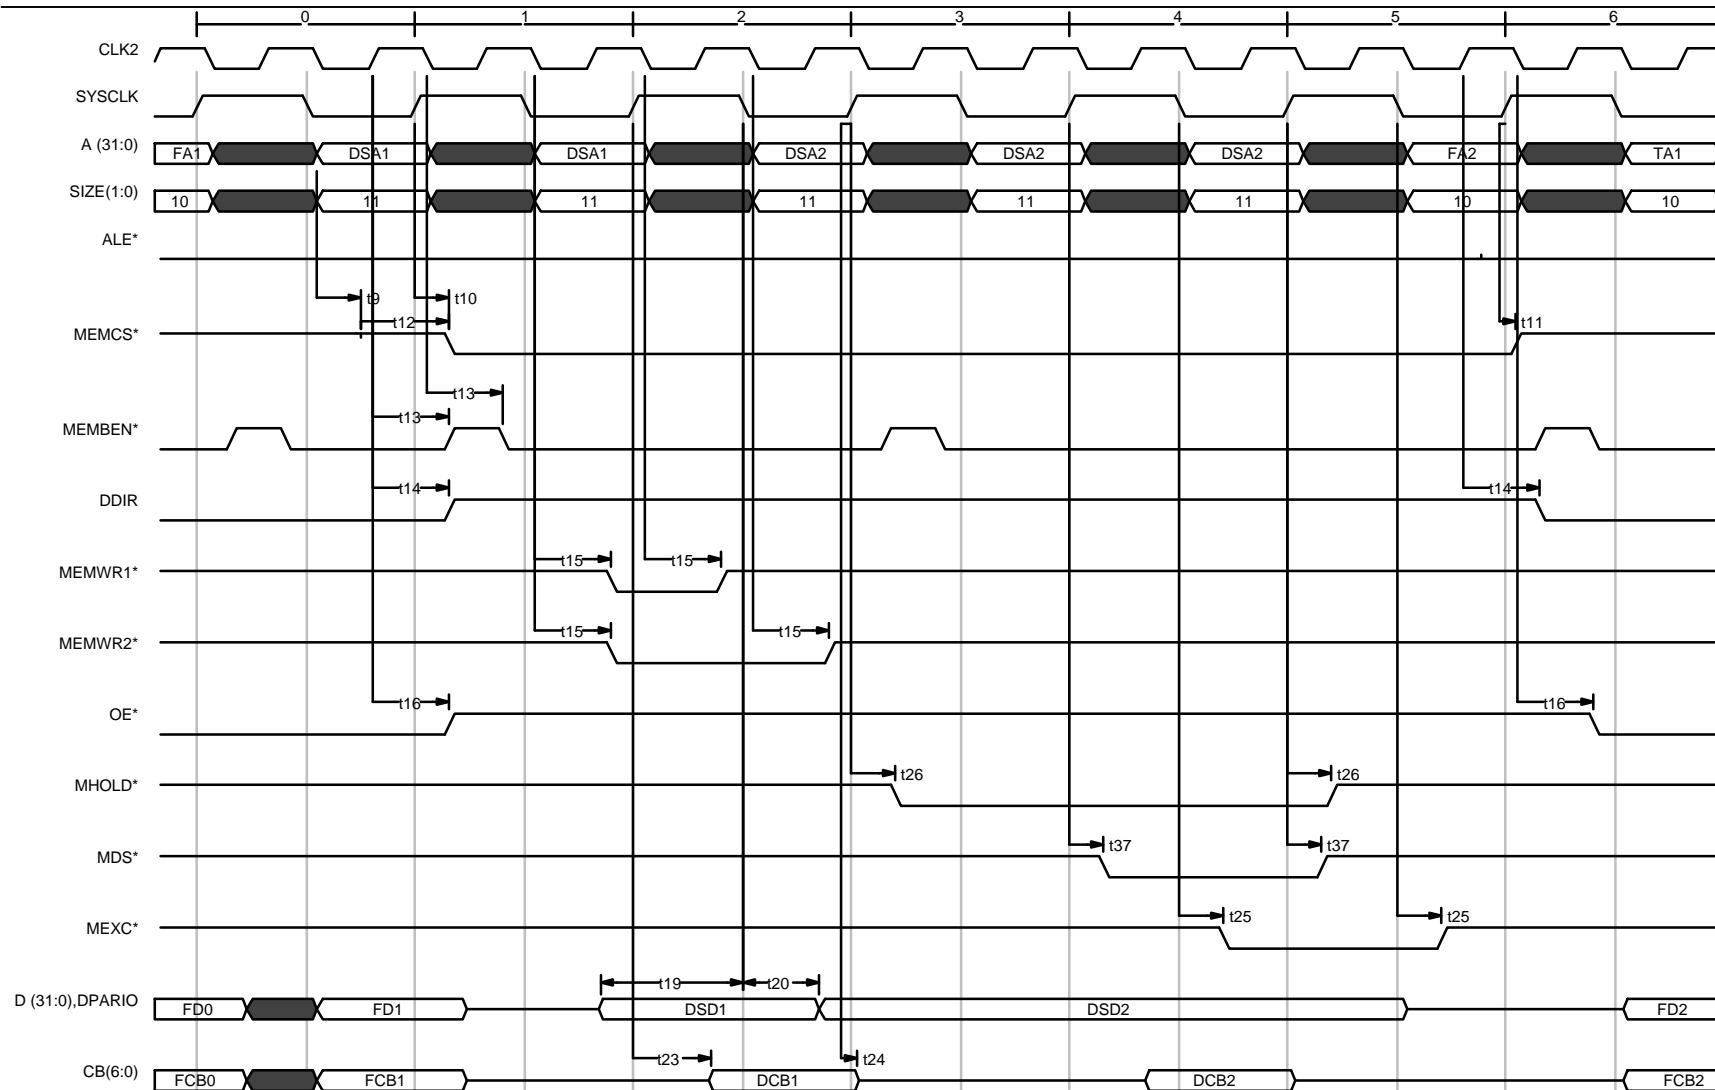 0 1 2 3 4 5 6
CLK2
SYSCLK
A (31:0) FA1 DSA1 DSA1 DSA2 DSA2 DSA2 FA2 TA1
SIZE(1:0) 10 11 11 11 11 11 10 10
ALE*
t9 t10
t12 t11
MEMCS*
t13
t13
MEMBEN*
t14 t14
DDIR
t15 t15
MEMWR1*
t15 t15
MEMWR2*
t16 t16
OE*
t26 t26
MHOLD*
t37 t37
MDS*
t25 t25
MEXC*
t19 t20
D (31:0),DPARIO FD0 FD1 DSD1 DSD2 FD2
t23 t24
CB(6:0) FCB0 FCB1 DCB1 DCB2 FCB2